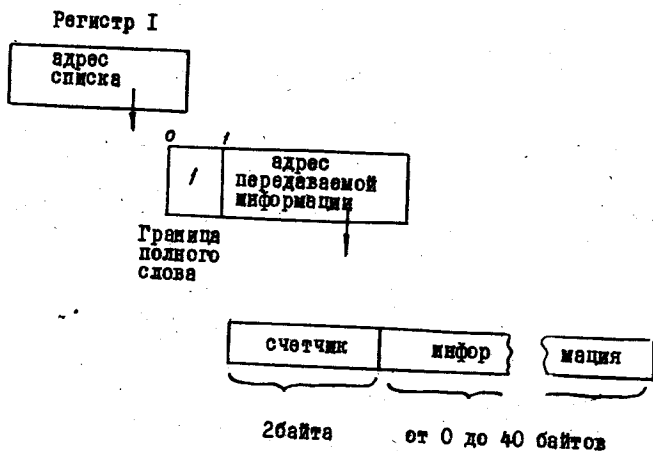 Регистр I
адрес
списка
0 1
1
адрес
передаваемой
информации
Граница
полного
слова
счетчик
инфор
мация
2байта
от 0 до 40 байтов